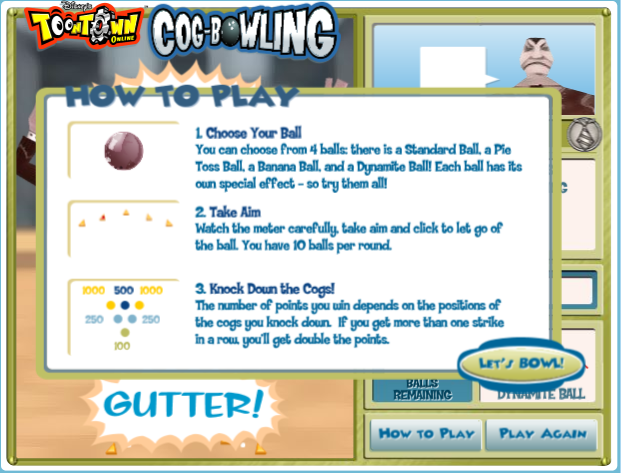 Disney's
TOONTOWN
ONLINE
COG-BOWLING
HOW TO PLAY
1. Choose Your Ball
You can choose from 4 balls: there is a Standard Ball, a Pie
Toss Ball, a Banana Ball, and a Dynamite Ball! Each ball has its
own special effect - so try them all!
2. Take Aim
Watch the meter carefully, take aim and click to let go of
the ball. You have 10 balls per round.
3. Knock Down the Cogs!
The number of points you win depends on the positions of
the cogs you knock down. If you get more than one strike
in a row, you'll get double the points.
1000 500 1000
250 250
100
LET'S BOWL!
GUTTER!
BALLS
REMAINING
DYNAMITE BALL
HOW TO PLAY
PLAY AGAIN